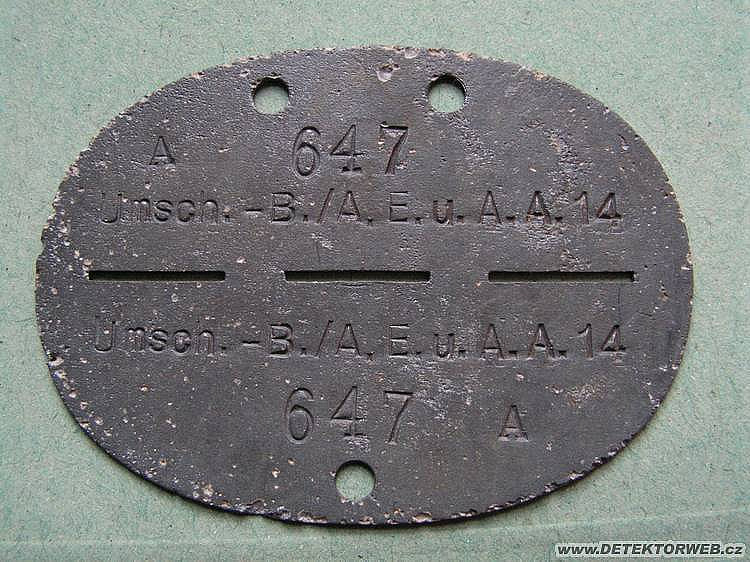 A 647
Umsch.-B./A.E.u.A.A.14
Umsch.-B./A.E.u.A.A.14
647 A
www.DETEKTORWEB.cz